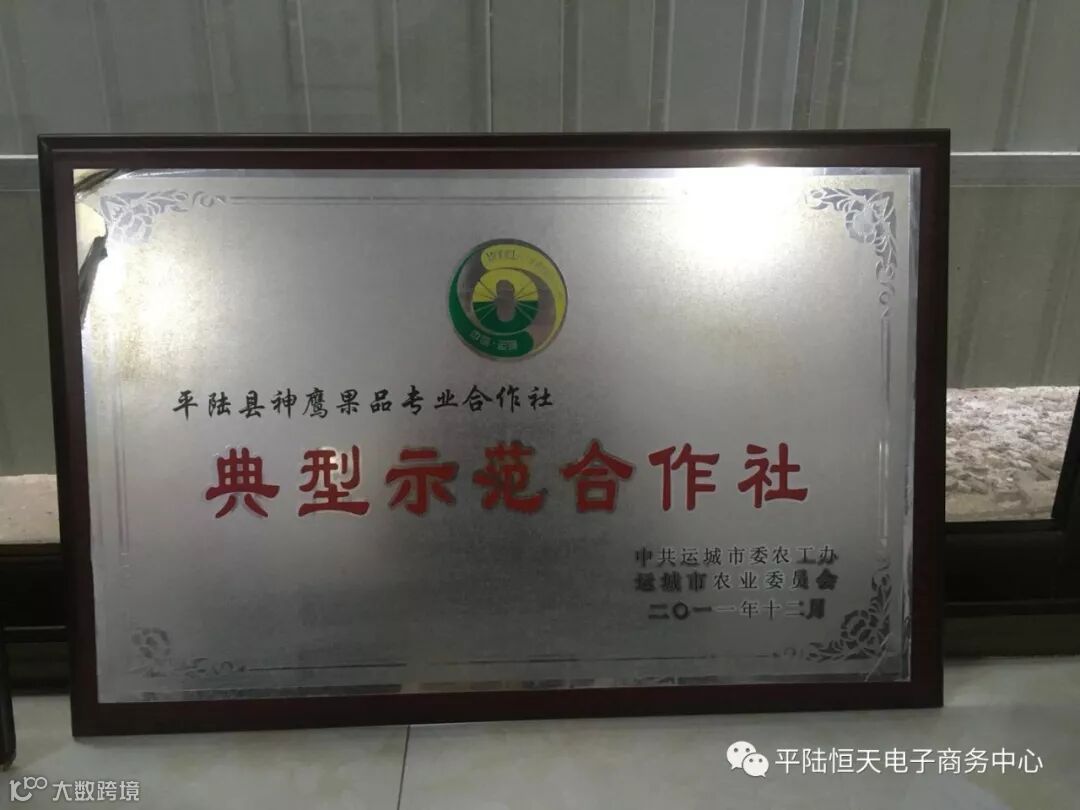 平陆县神鹰果品专业合作社
典型示范合作社
中共运城市委农工办
运城市农业委员会
二〇一一年十二月
平陆恒天电子商务中心
大数跨境